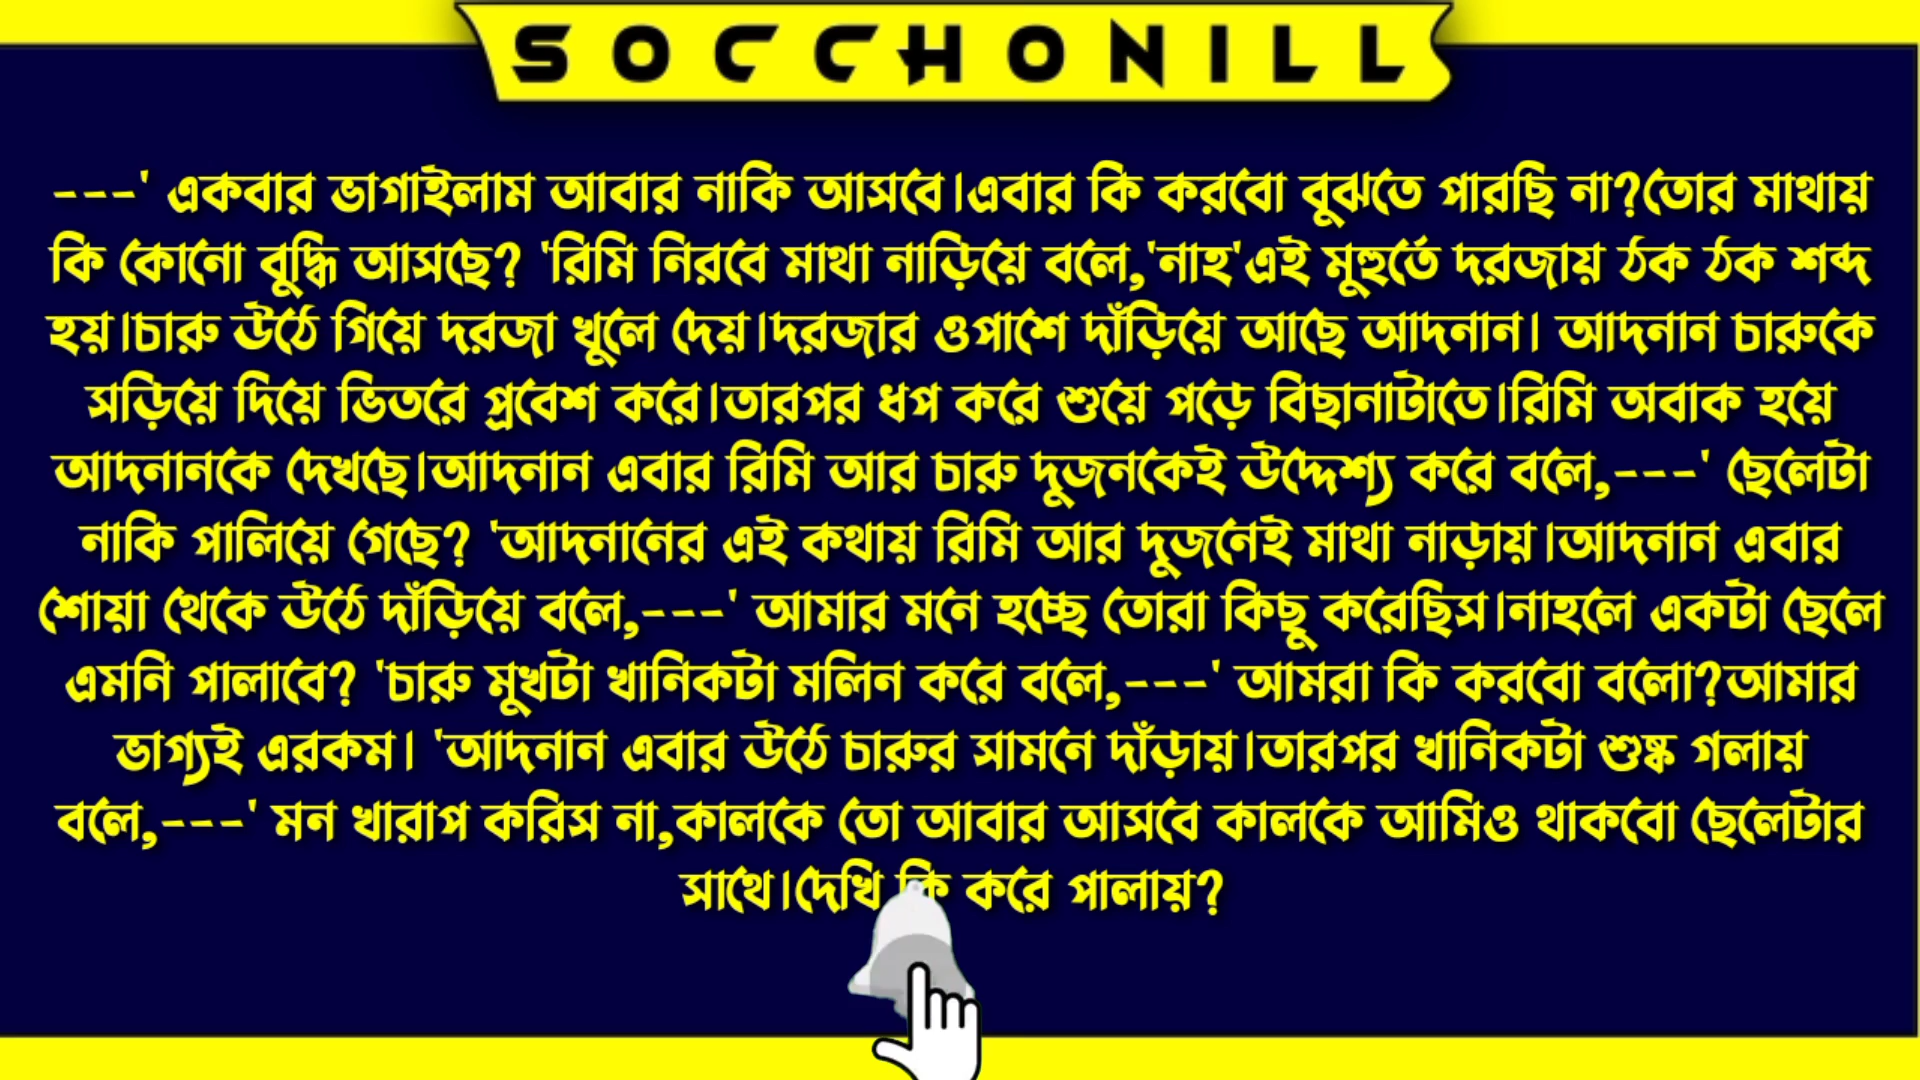 SOCCHONILL
---' একবার ভাগাইলাম আবার নাকি আসবে।এবার কি করবো বুঝতে পারছি না?তোর মাথায়
কি কোনো বুদ্ধি আসছে? 'রিমি নিরবে মাথা নাড়িয়ে বলে,'নাহ'এই মুহুর্তে দরজায় ঠক ঠক শব্দ
হয়।চারু উঠে গিয়ে দরজা খুলে দেয়।দরজার ওপাশে দাঁড়িয়ে আছে আদনান। আদনান চারুকে
সড়িয়ে দিয়ে ভিতরে প্রবেশ করে।তারপর ধপ করে শুয়ে পড়ে বিছানাটাতে।রিমি অবাক হয়ে
আদনানকে দেখছে।আদনান এবার রিমি আর চারু দুজনকেই উদ্দেশ্য করে বলে,---' ছেলেটা
নাকি পালিয়ে গেছে? 'আদনানের এই কথায় রিমি আর দুজনেই মাথা নাড়ায়।আদনান এবার
শোয়া থেকে উঠে দাঁড়িয়ে বলে,---' আমার মনে হচ্ছে তোরা কিছু করেছিস।নাহলে একটা ছেলে
এমনি পালাবে? 'চারু মুখটা খানিকটা মলিন করে বলে,---' আমরা কি করবো বলো?আমার
ভাগ্যই এরকম। 'আদনান এবার উঠে চারুর সামনে দাঁড়ায়।তারপর খানিকটা শুষ্ক গলায়
বলে,---' মন খারাপ করিস না,কালকে তো আবার আসবে কালকে আমিও থাকবো ছেলেটার
সাথে।দেখি কি করে পালায়?